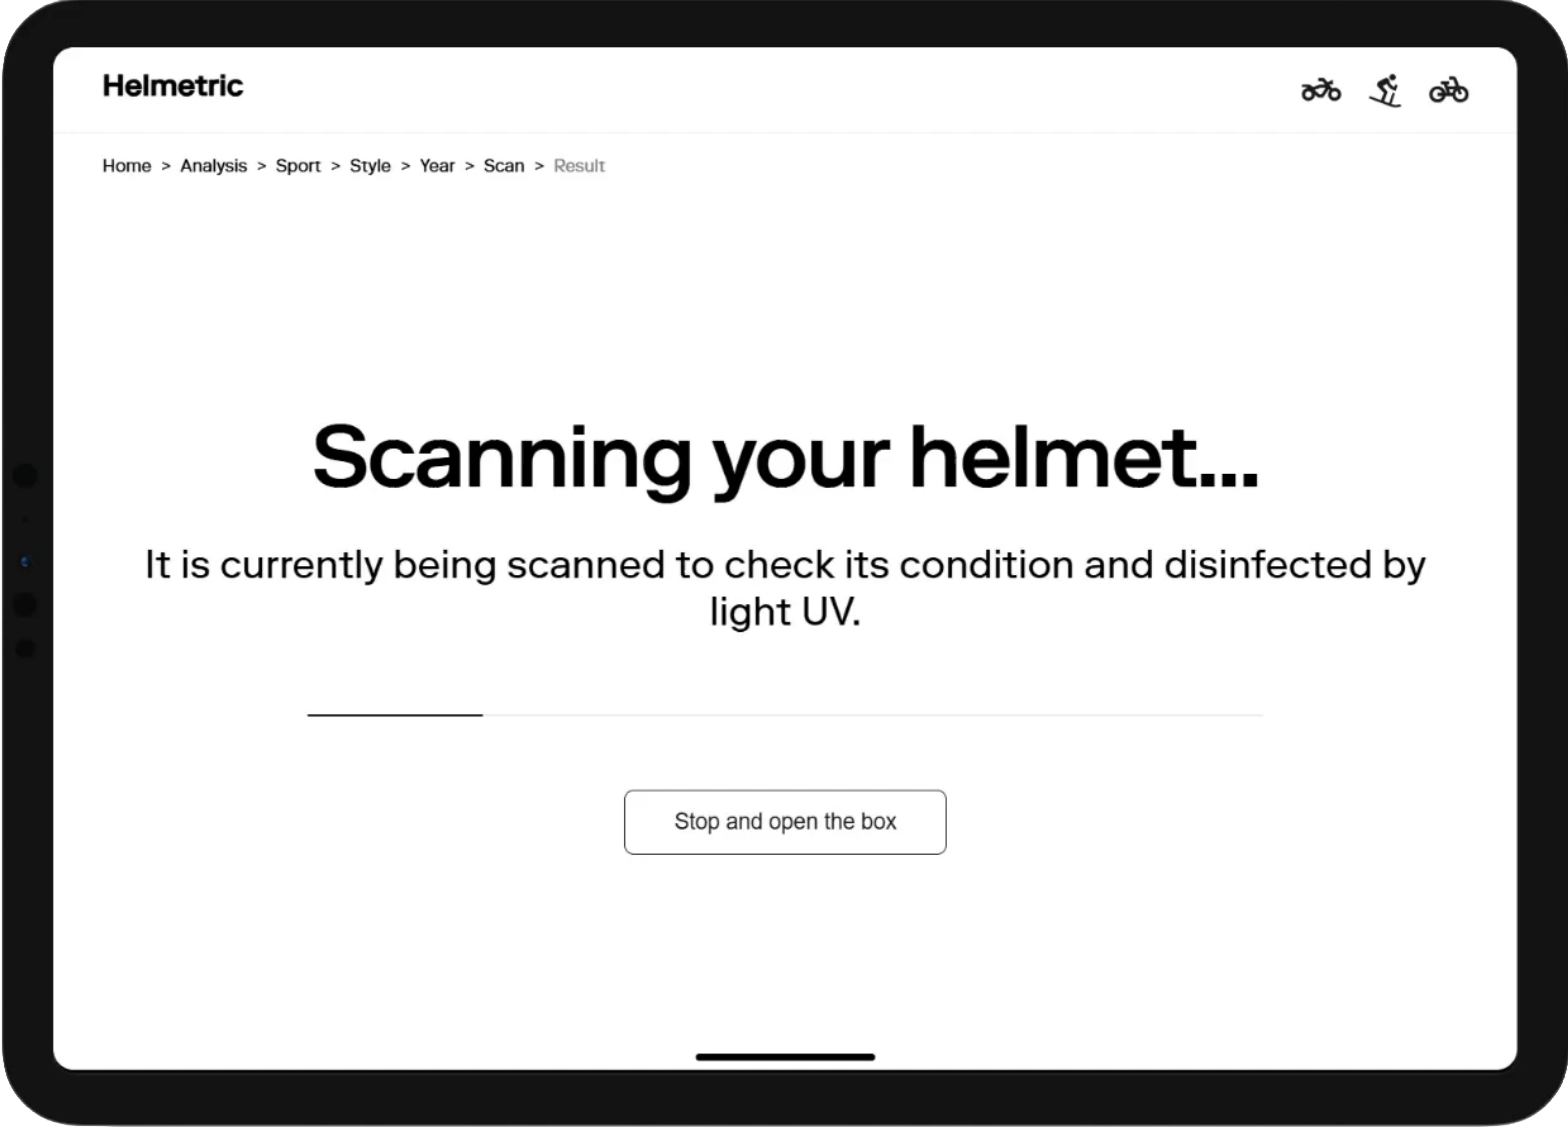 Helmetric
Home > Analysis > Sport > Style > Year > Scan > Result
Scanning your helmet...
It is currently being scanned to check its condition and disinfected by
light UV.
Stop and open the box